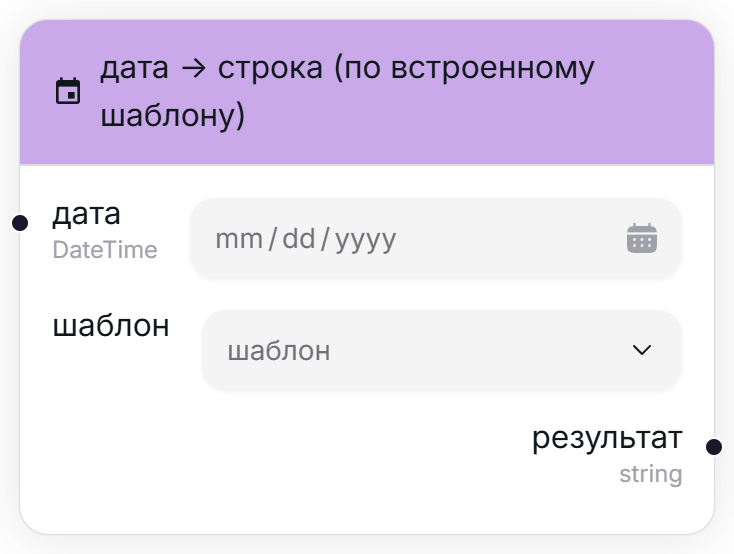 дата → строка (по встроенному
шаблону)
дата
DateTime
mm/dd/yyyy
шаблон
шаблон
результат
string